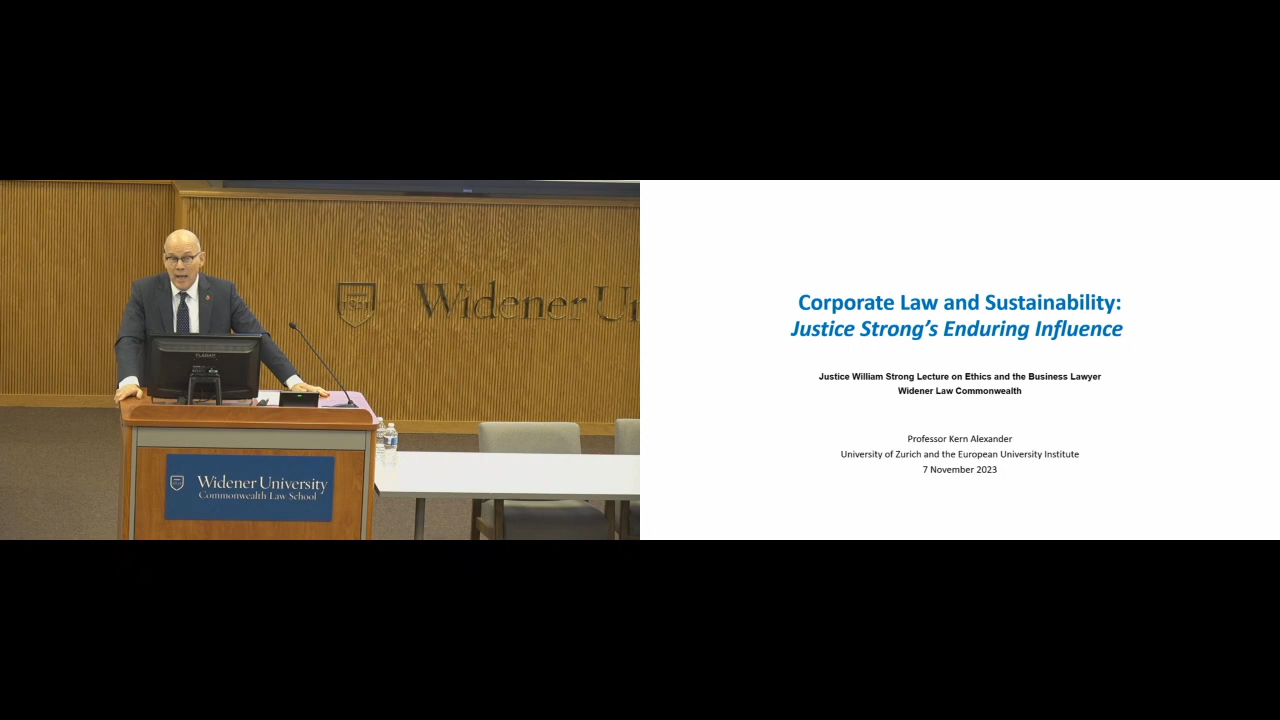 Widener Un
Widener University
Commonwealth Law School
Corporate Law and Sustainability:
Justice Strong's Enduring Influence
Justice William Strong Lecture on Ethics and the Business Lawyer
Widener Law Commonwealth
Professor Kern Alexander
University of Zurich and the European University Institute
7 November 2023